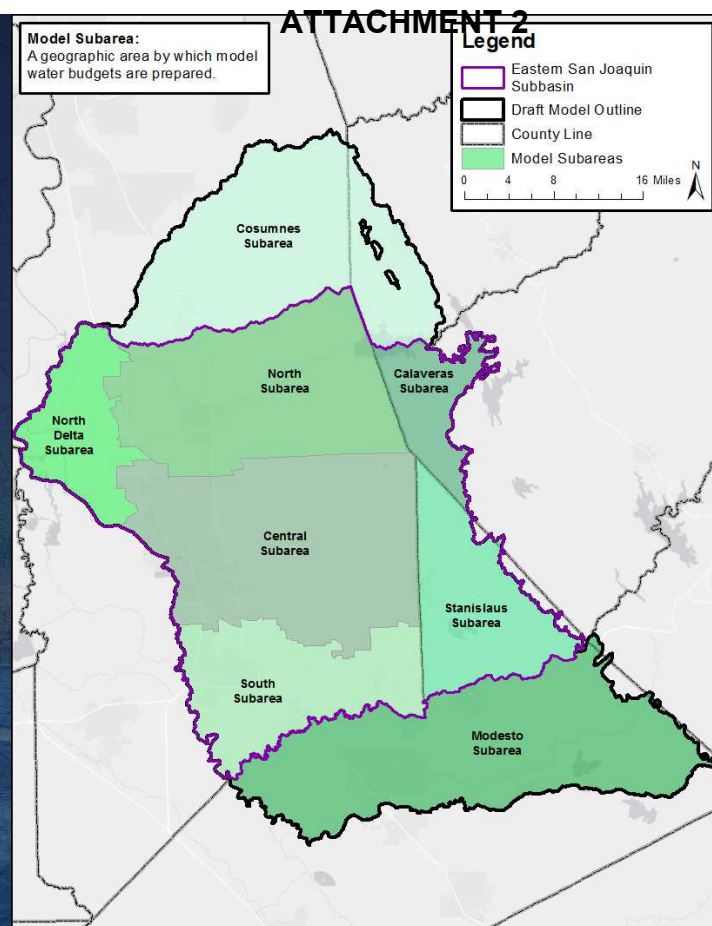 ATTACHMENT 2
Model Subarea:
A geographic area by which model
water budgets are prepared.
Legend
Eastern San Joaquin
Subbasin
Draft Model Outline
County Line
Model Subareas
0 4 8 16 Miles
N
Cosumnes
Subarea
North
Subarea
Calaveras
Subarea
North
Delta
Subarea
Central
Subarea
Stanislaus
Subarea
South
Subarea
Modesto
Subarea